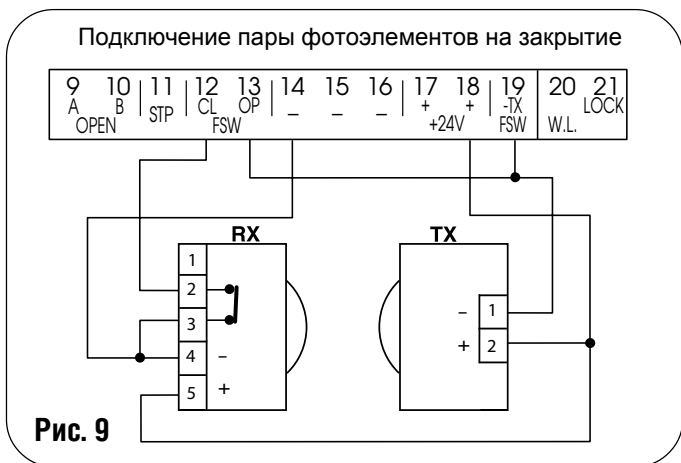 Подключение пары фотоэлементов на закрытие
9 10 11 12 13 14 15 16 17 18 19 20 21
A B STP CL OP – – – + + -TX LOCK
OPEN FSW +24V FSW W.L.
RX TX
1
2
3
4 –
5 +
– 1
+ 2
Рис. 9